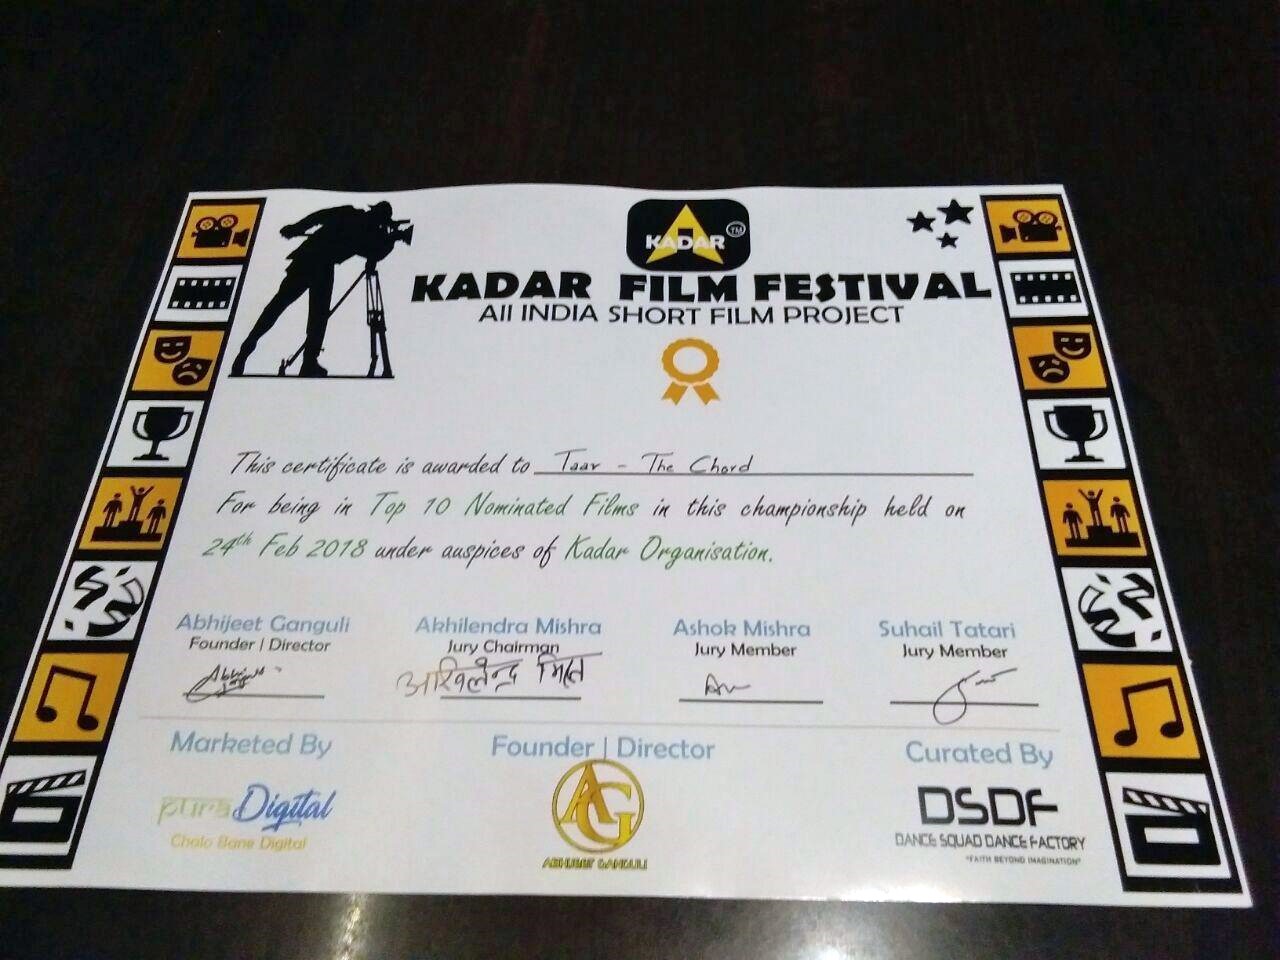 KADAR TM
KADAR FILM FESTIVAL
All INDIA SHORT FILM PROJECT
This certificate is awarded to Taar - The Chord
For being in Top 10 Nominated Films in this championship held on
24th Feb 2018 under auspices of Kadar Organisation.
Abhijeet Ganguli Akhilendra Mishra Ashok Mishra Suhail Tatari
Founder | Director Jury Chairman Jury Member Jury Member
अखिलेन्द्र मिश्र
Marketed By Founder | Director Curated By
Digital AG DSDF
Chalo Bane Digital ABHIJEET GANGULI DANCE SQUAD DANCE FACTORY
"FAITH BEYOND IMAGINATION"